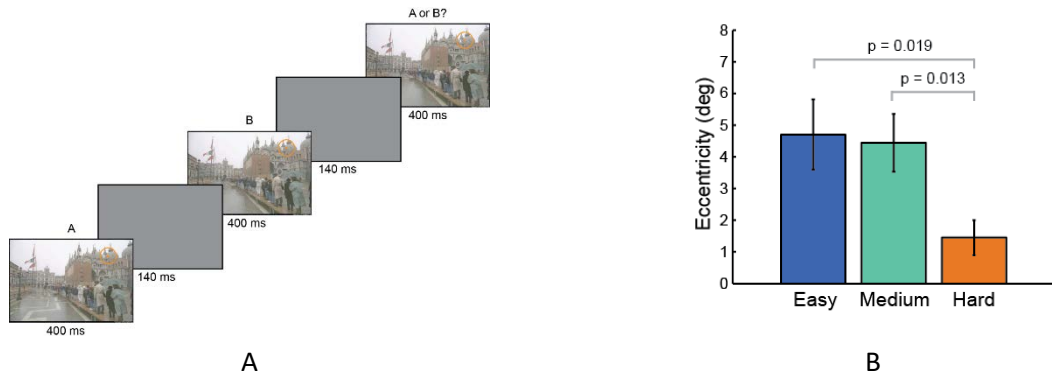 A or B?
400 ms
B
140 ms
400 ms
A
140 ms
400 ms
A
8
7
6
5
4
3
2
1
0
Eccentricity (deg)
p = 0.019
p = 0.013
Easy Medium Hard
B